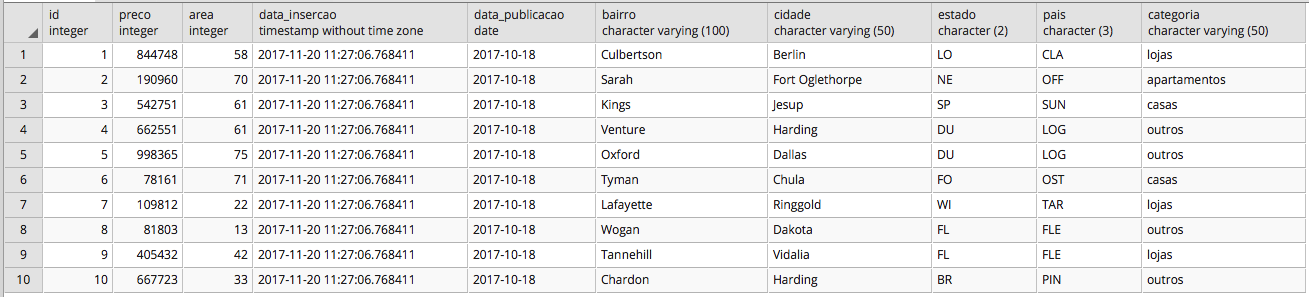 id preco area data_insercao data_publicacao bairro cidade estado pais categoria
integer integer integer timestamp without time zone date character varying (100) character varying (50) character (2) character (3) character varying (50)
1 1 844748 58 2017-11-20 11:27:06.768411 2017-10-18 Culbertson Berlin LO CLA lojas
2 2 190960 70 2017-11-20 11:27:06.768411 2017-10-18 Sarah Fort Oglethorpe NE OFF apartamentos
3 3 542751 61 2017-11-20 11:27:06.768411 2017-10-18 Kings Jesup SP SUN casas
4 4 662551 61 2017-11-20 11:27:06.768411 2017-10-18 Venture Harding DU LOG outros
5 5 998365 75 2017-11-20 11:27:06.768411 2017-10-18 Oxford Dallas DU LOG outros
6 6 78161 71 2017-11-20 11:27:06.768411 2017-10-18 Tyman Chula FO OST casas
7 7 109812 22 2017-11-20 11:27:06.768411 2017-10-18 Lafayette Ringgold WI TAR lojas
8 8 81803 13 2017-11-20 11:27:06.768411 2017-10-18 Wogan Dakota FL FLE outros
9 9 405432 42 2017-11-20 11:27:06.768411 2017-10-18 Tannehill Vidalia FL FLE lojas
10 10 667723 33 2017-11-20 11:27:06.768411 2017-10-18 Chardon Harding BR PIN outros